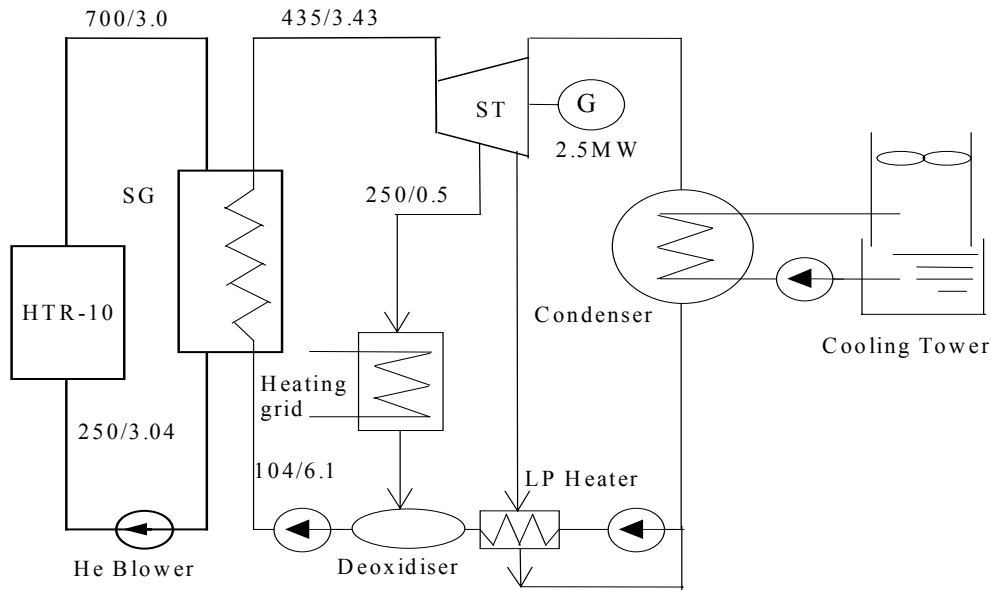 700/3.0
435/3.43
ST
G
2.5MW
SG
250/0.5
HTR-10
Condenser
Cooling Tower
Heating
grid
250/3.04
104/6.1
LP Heater
He Blower
Deoxidiser